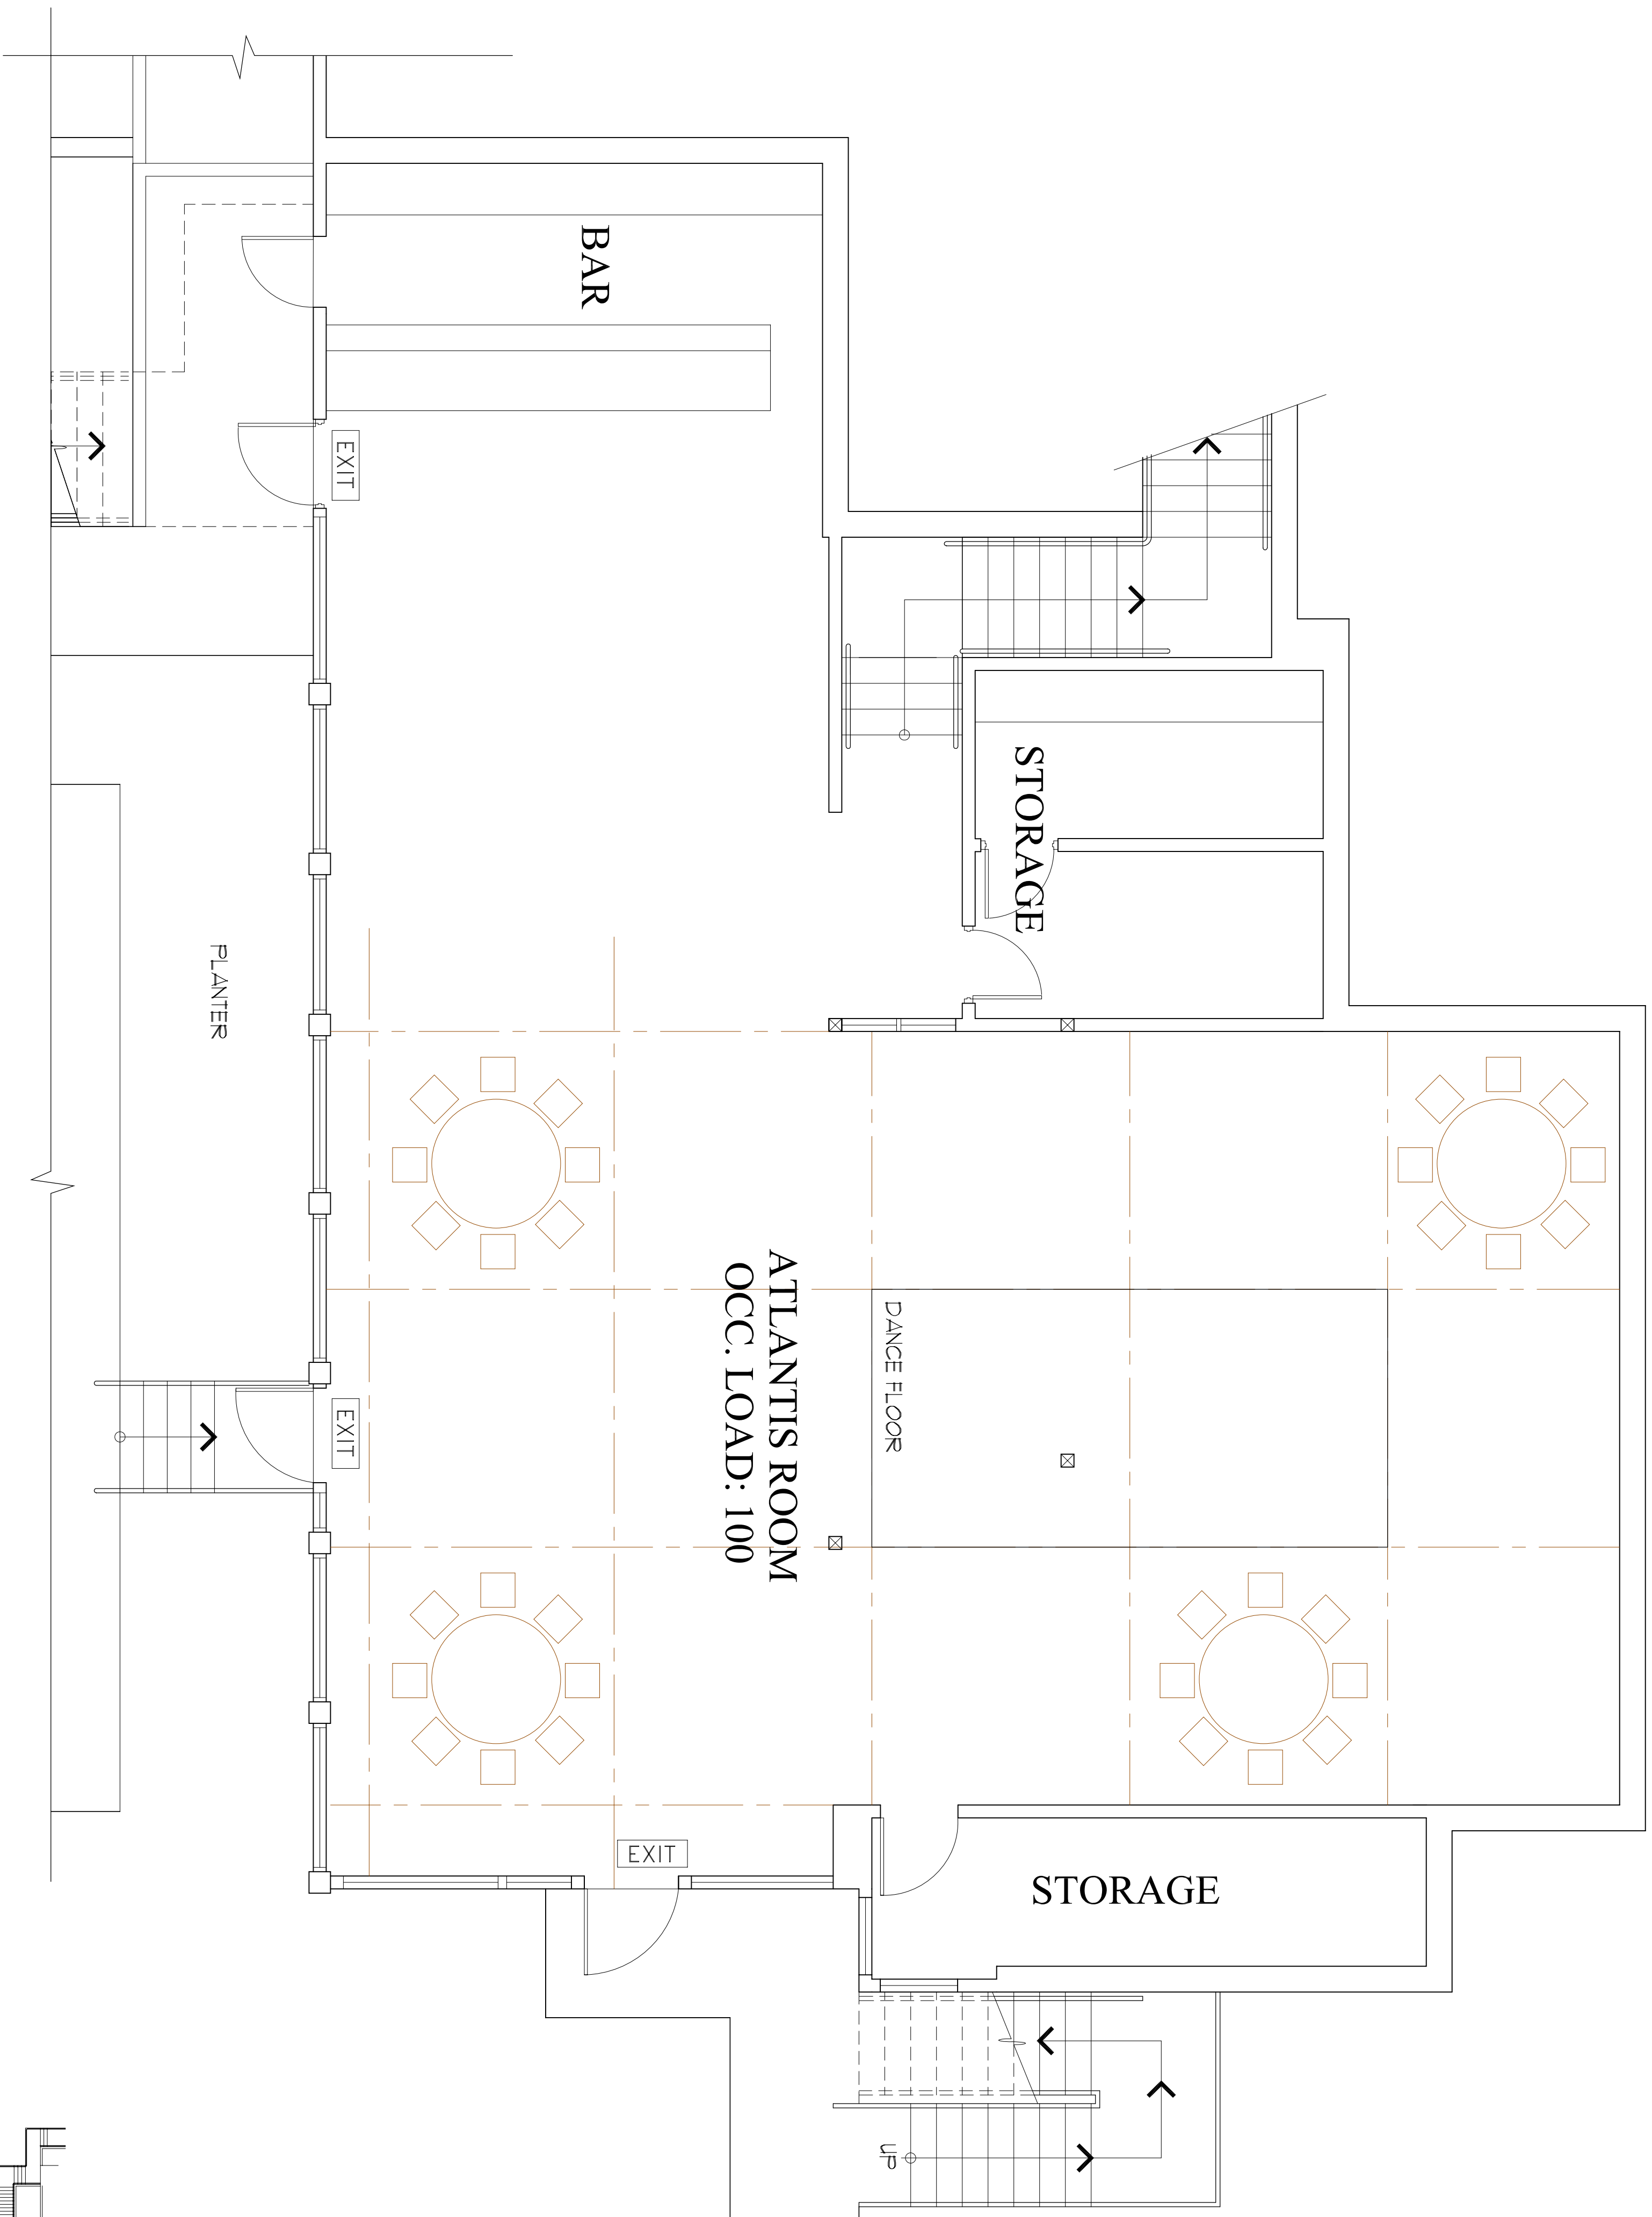 BAR
EXIT
STORAGE
PLANTER
ATLANTIS ROOM
OCC. LOAD: 100
DANCE FLOOR
EXIT
EXIT
STORAGE
UP